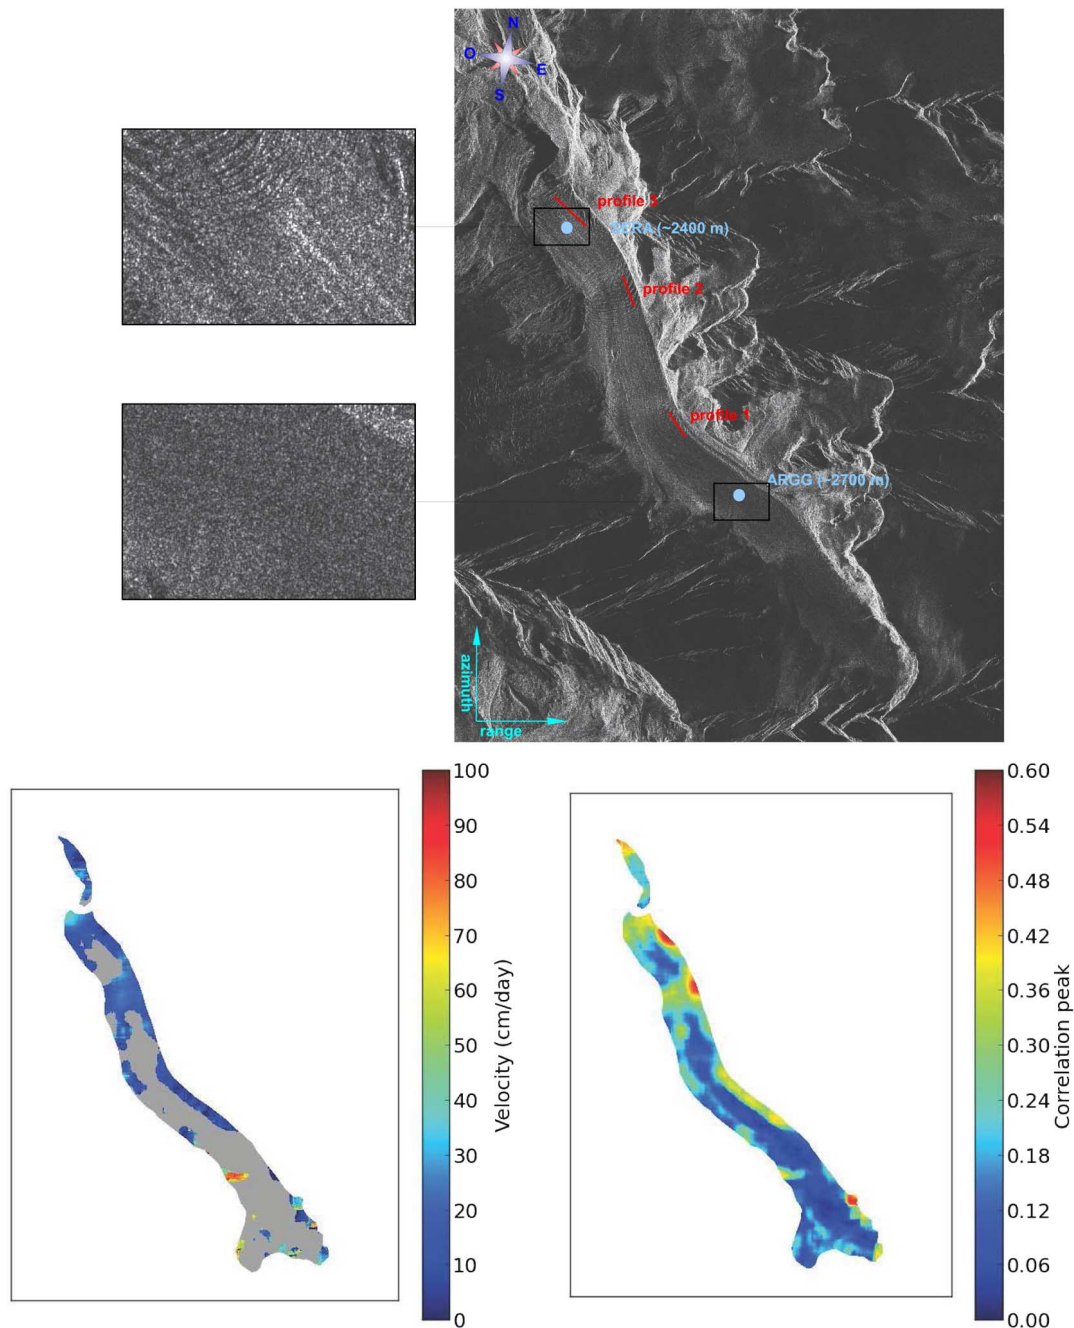 N
O
E
S
profile 3
SERA (~2400 m)
profile 2
profile 1
ARGG (~2700 m)
azimuth
range
100
90
80
70
60
50
40
30
20
10
0
Velocity (cm/day)
0.60
0.54
0.48
0.42
0.36
0.30
0.24
0.18
0.12
0.06
0.00
Correlation peak